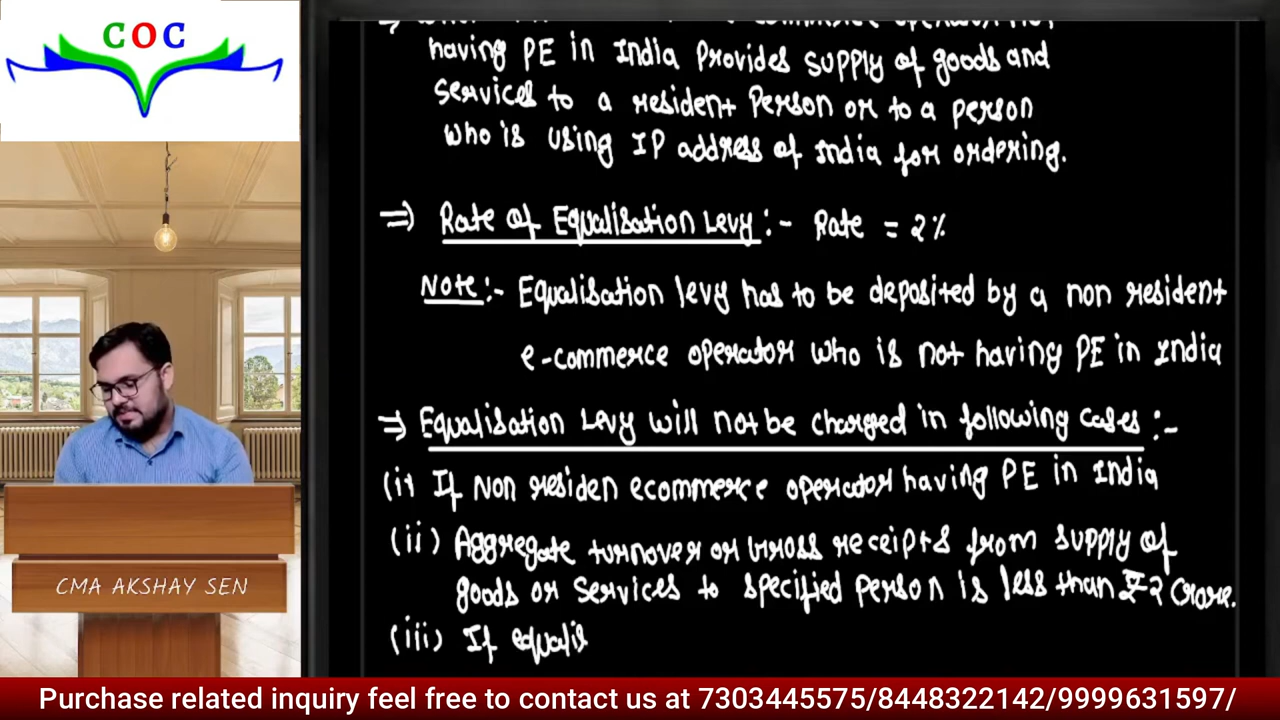 COC
having PE in India Provides supply of goods and
services to a resident Person or to a person
who is using IP address of India for ordering.
⇒ Rate of Equalisation Levy :- Rate = 2%
Note :- Equalisation levy has to be deposited by a non resident
e-commerce operator who is not having PE in India
⇒ Equalisation Levy will not be charged in following cases :-
(i) If Non residen ecommerce operator having PE in India
(ii) Aggregate turnover or Gross receipts from supply of
goods or services to specified person is less than ₹2 crore.
(iii) If equalis
CMA AKSHAY SEN
Purchase related inquiry feel free to contact us at 7303445575/8448322142/9999631597/